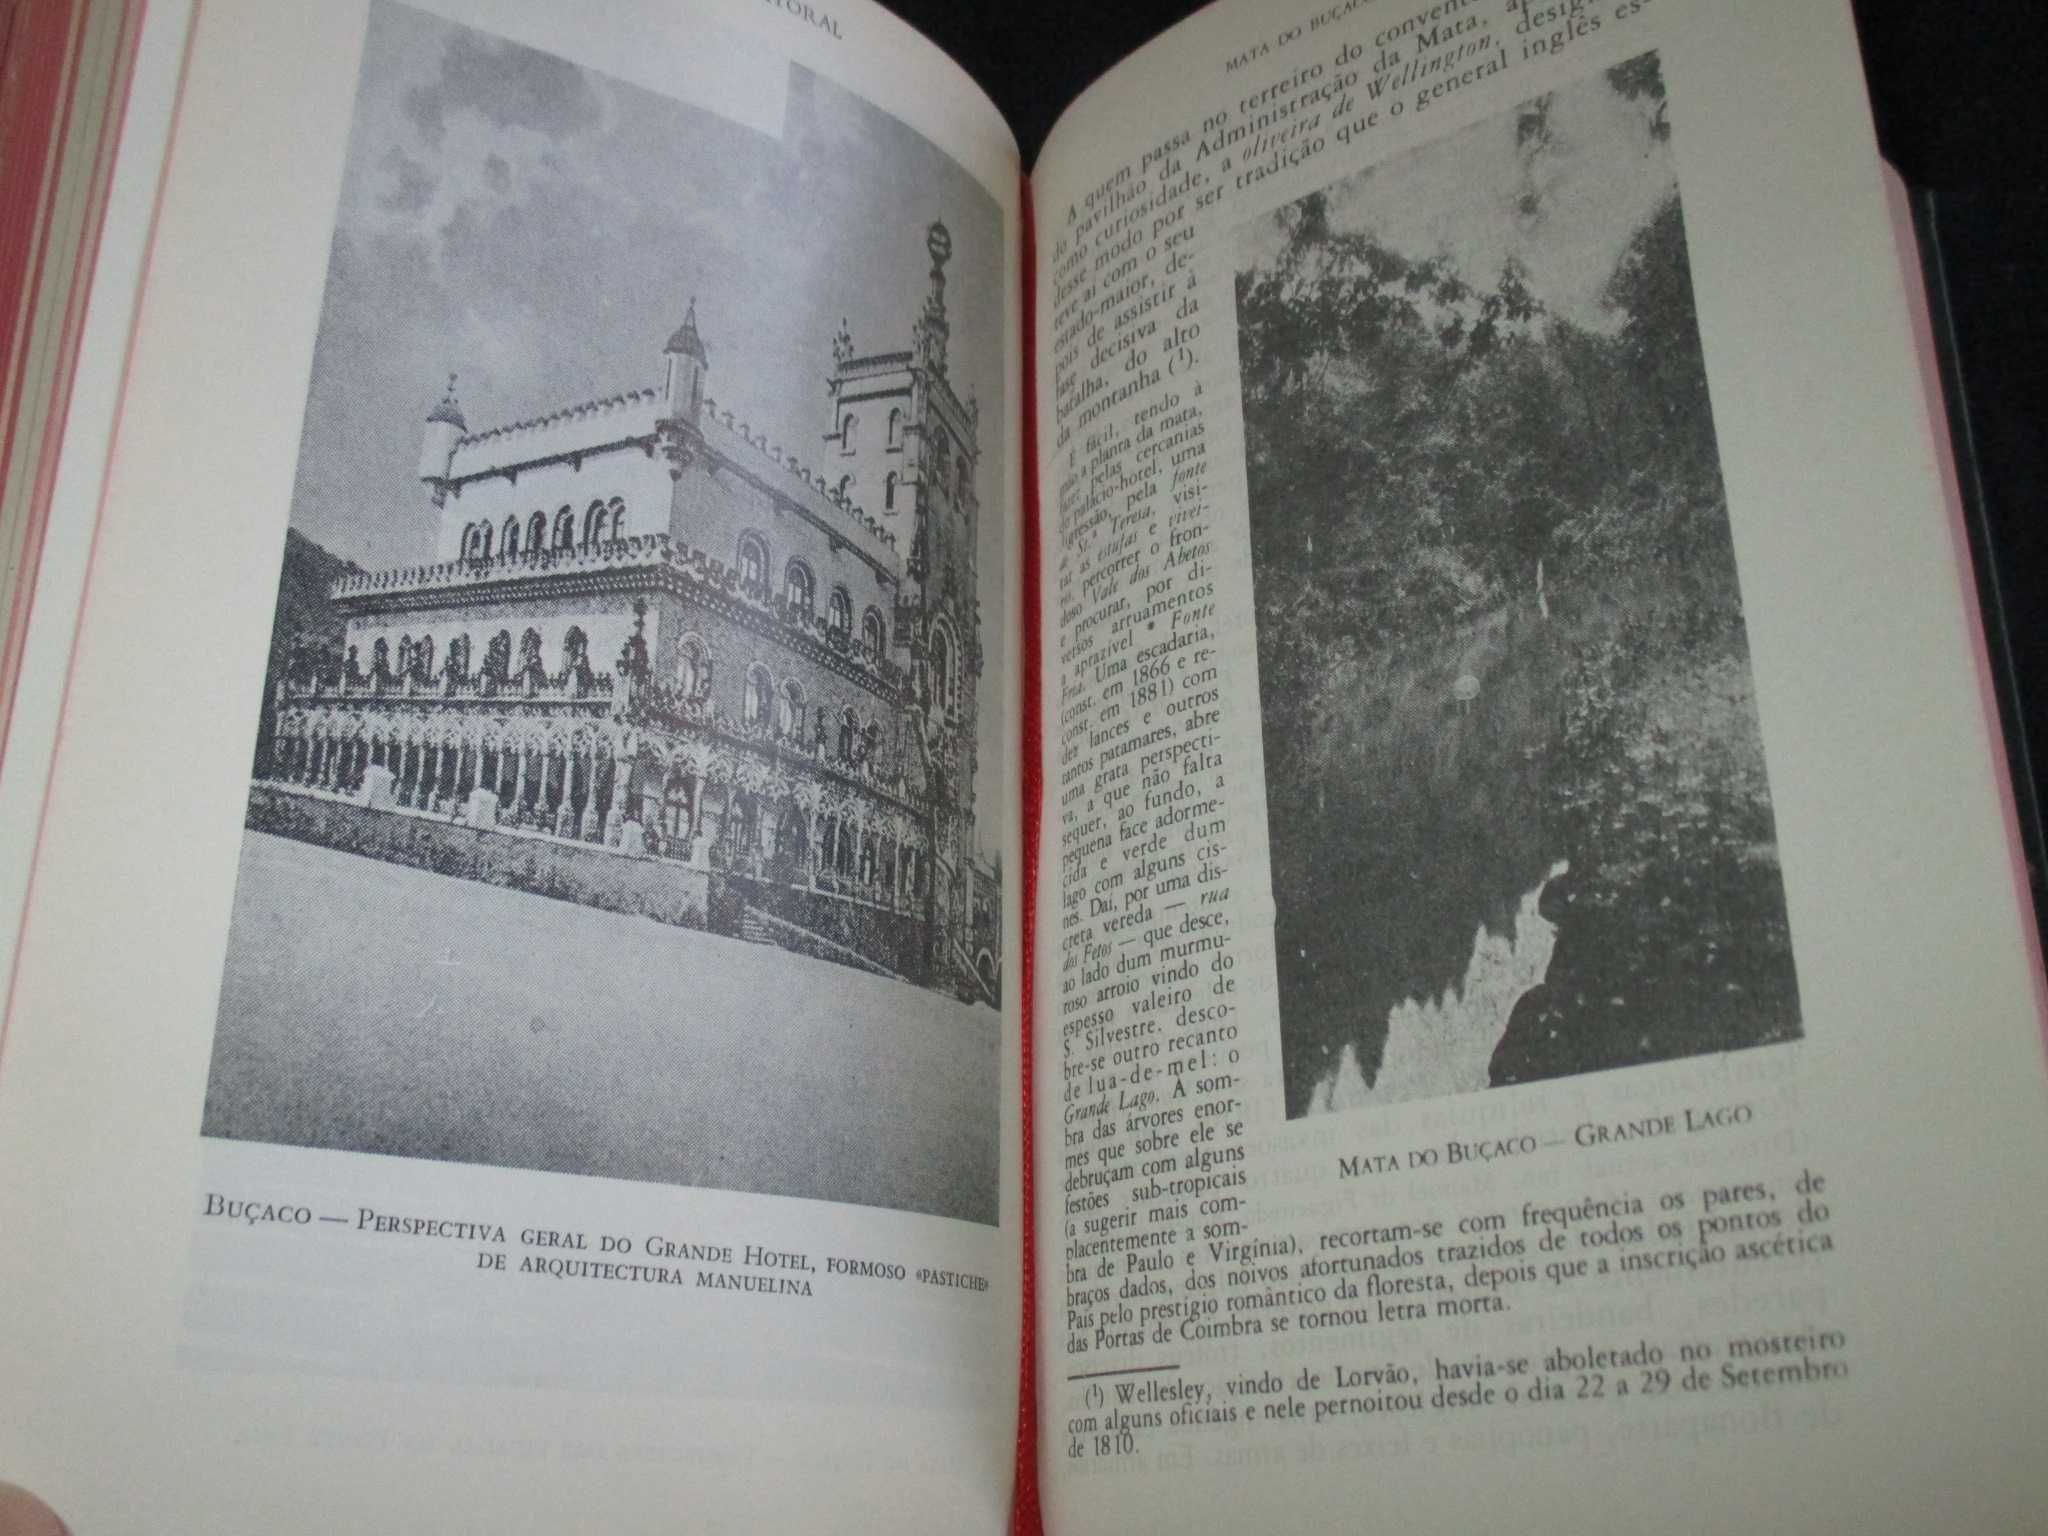 BUÇACO — PERSPECTIVA GERAL DO GRANDE HOTEL, FORMOSO «PASTICHE»
DE ARQUITECTURA MANUELINA
MATA DO BUÇACO
A quem passa no terreiro do convento
do pavilhão da Administração da Mata,
como curiosidade, a oliveira de Wellington,
desse modo por ser tradição que o general inglês es-
teve aí com o seu
estado-maior, de-
pois de assistir à
fase decisiva da
batalha, do alto
da montanha (¹).
É fácil, tendo à
mão a planta da mata,
fazer pelas cercanias
do palácio-hotel, uma
digressão, pela fonte
de St.ª Teresa, visi-
tar as estufas e vivei-
ros, percorrer o fron-
doso Vale dos Abetos
e procurar, por di-
versos arruamentos
a aprazível * Fonte
Fria. Uma escadaria,
(const. em 1866 e re-
const. em 1881) com
dez lances e outros
tantos patamares, abre
uma grata perspecti-
va, a que não falta
sequer, ao fundo, a
pequena face adorme-
cida e verde dum
lago com alguns cis-
nes. Daí, por uma dis-
creta vereda — rua
dos Fetos — que desce,
ao lado dum murmu-
roso arroio vindo do
espesso valeiro de
S. Silvestre, desco-
bre-se outro recanto
de lua-de-mel: o
Grande Lago. À som-
bra das árvores enor-
mes que sobre ele se
debruçam com alguns
festões sub-tropicais
(a sugerir mais com-
placentemente a som-
bra de Paulo e Virgínia), recortam-se com frequência os pares, de
braços dados, dos noivos afortunados trazidos de todos os pontos do
País pelo prestígio romântico da floresta, depois que a inscrição ascética
das Portas de Coimbra se tornou letra morta.
MATA DO BUÇACO — GRANDE LAGO
(¹) Wellesley, vindo de Lorvão, havia-se aboletado no mosteiro
com alguns oficiais e nele pernoitou desde o dia 22 a 29 de Setembro
de 1810.